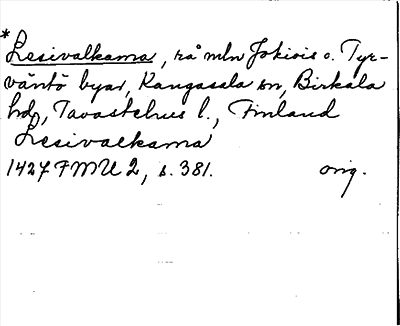 * Lesivalkama, rå mln Jokiois o. Tyr-
väntö byar, Kangasala sn, Birkala
hd, Tavastehus l., Finland
Lesivalkama
1427 FMU 2, s. 381. orig.